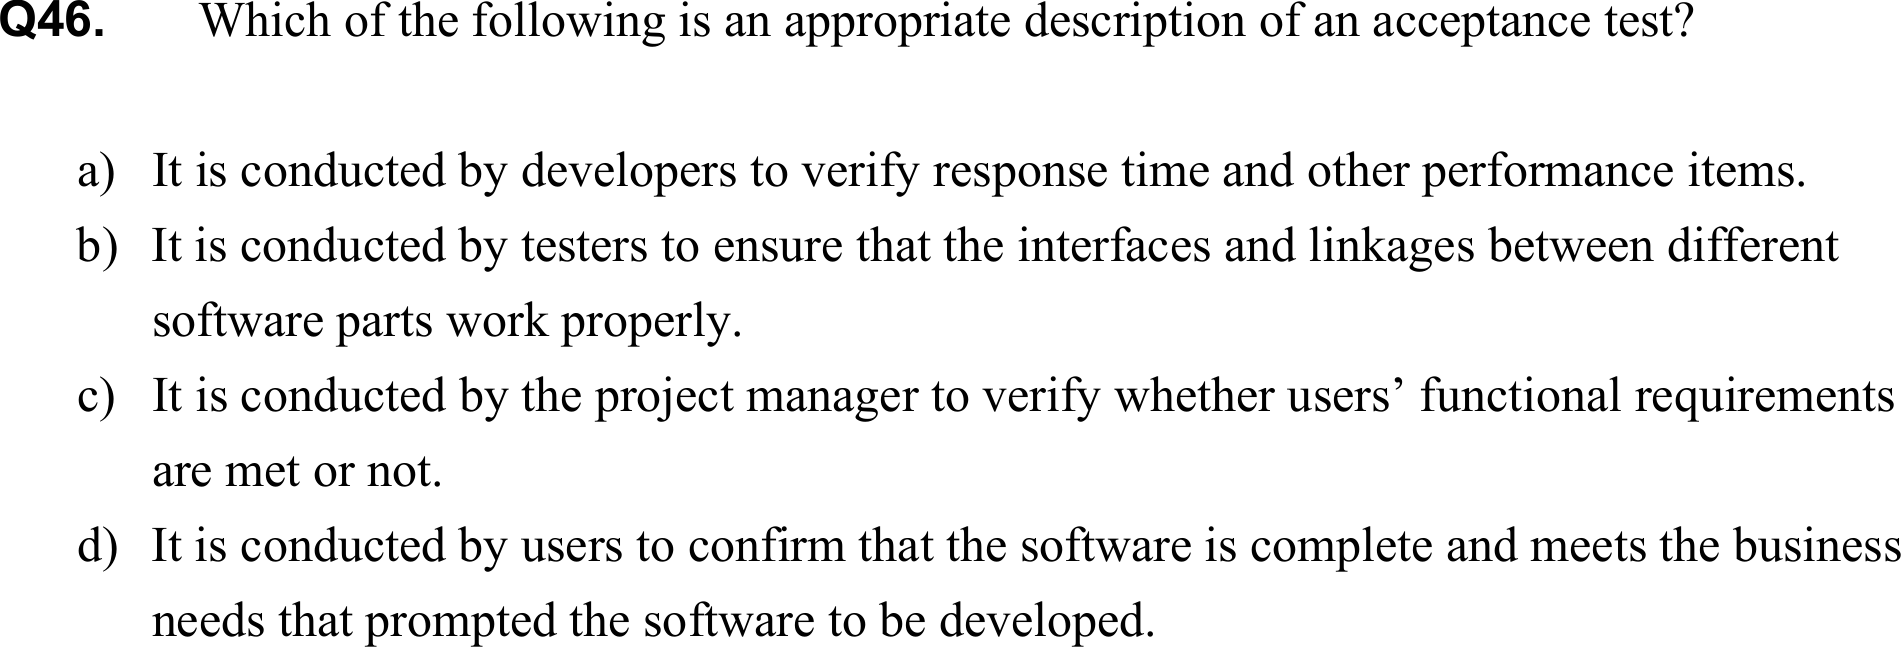 Q46. Which of the following is an appropriate description of an acceptance test?
a) It is conducted by developers to verify response time and other performance items.
b) It is conducted by testers to ensure that the interfaces and linkages between different
software parts work properly.
c) It is conducted by the project manager to verify whether users’ functional requirements
are met or not.
d) It is conducted by users to confirm that the software is complete and meets the business
needs that prompted the software to be developed.